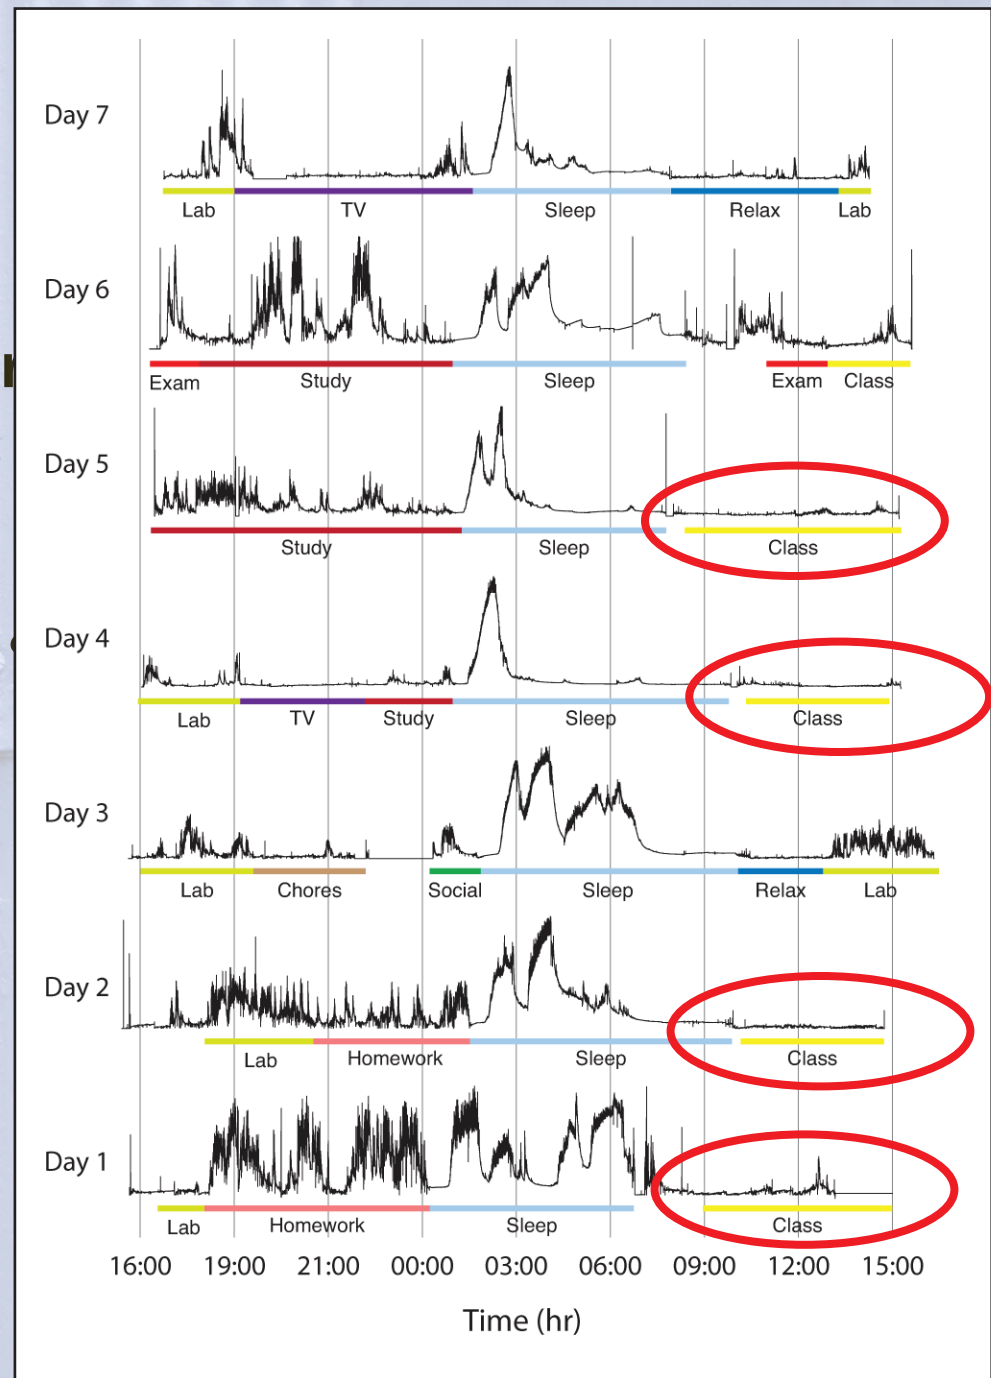 Day 7
Lab TV Sleep Relax Lab
Day 6
Exam Study Sleep Exam Class
Day 5
Study Sleep Class
Day 4
Lab TV Study Sleep Class
Day 3
Lab Chores Social Sleep Relax Lab
Day 2
Lab Homework Sleep Class
Day 1
Lab Homework Sleep Class
16:00 19:00 21:00 00:00 03:00 06:00 09:00 12:00 15:00
Time (hr)